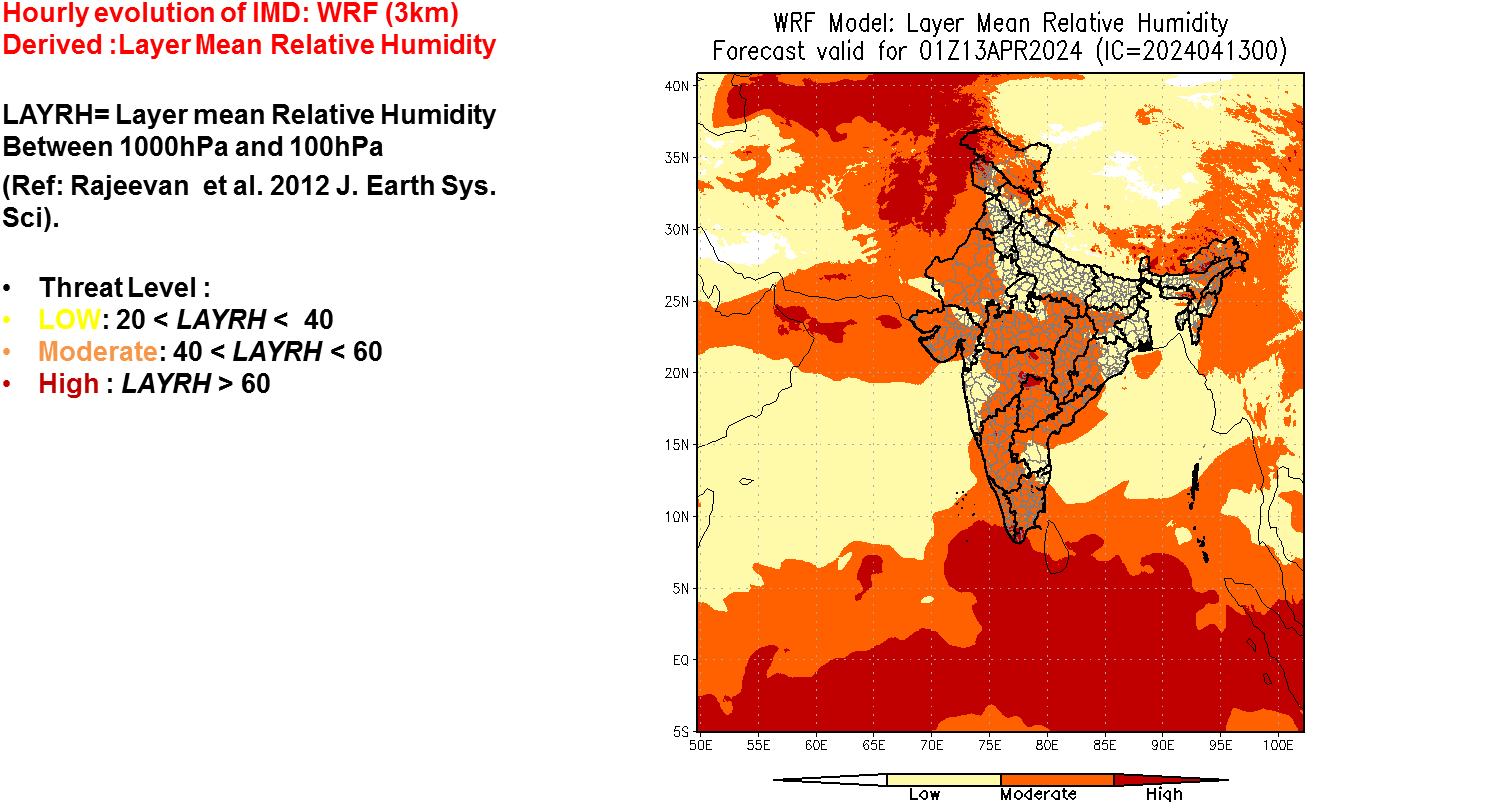 Hourly evolution of IMD: WRF (3km)
Derived :Layer Mean Relative Humidity
LAYRH= Layer mean Relative Humidity
Between 1000hPa and 100hPa
(Ref: Rajeevan et al. 2012 J. Earth Sys.
Sci).
• Threat Level :
• LOW: 20 < LAYRH < 40
• Moderate: 40 < LAYRH < 60
• High : LAYRH > 60
WRF Model: Layer Mean Relative Humidity
Forecast valid for 01Z13APR2024 (IC=2024041300)
40N
35N
30N
25N
20N
15N
10N
5N
EQ
5S
50E 55E 60E 65E 70E 75E 80E 85E 90E 95E 100E
Low Moderate High